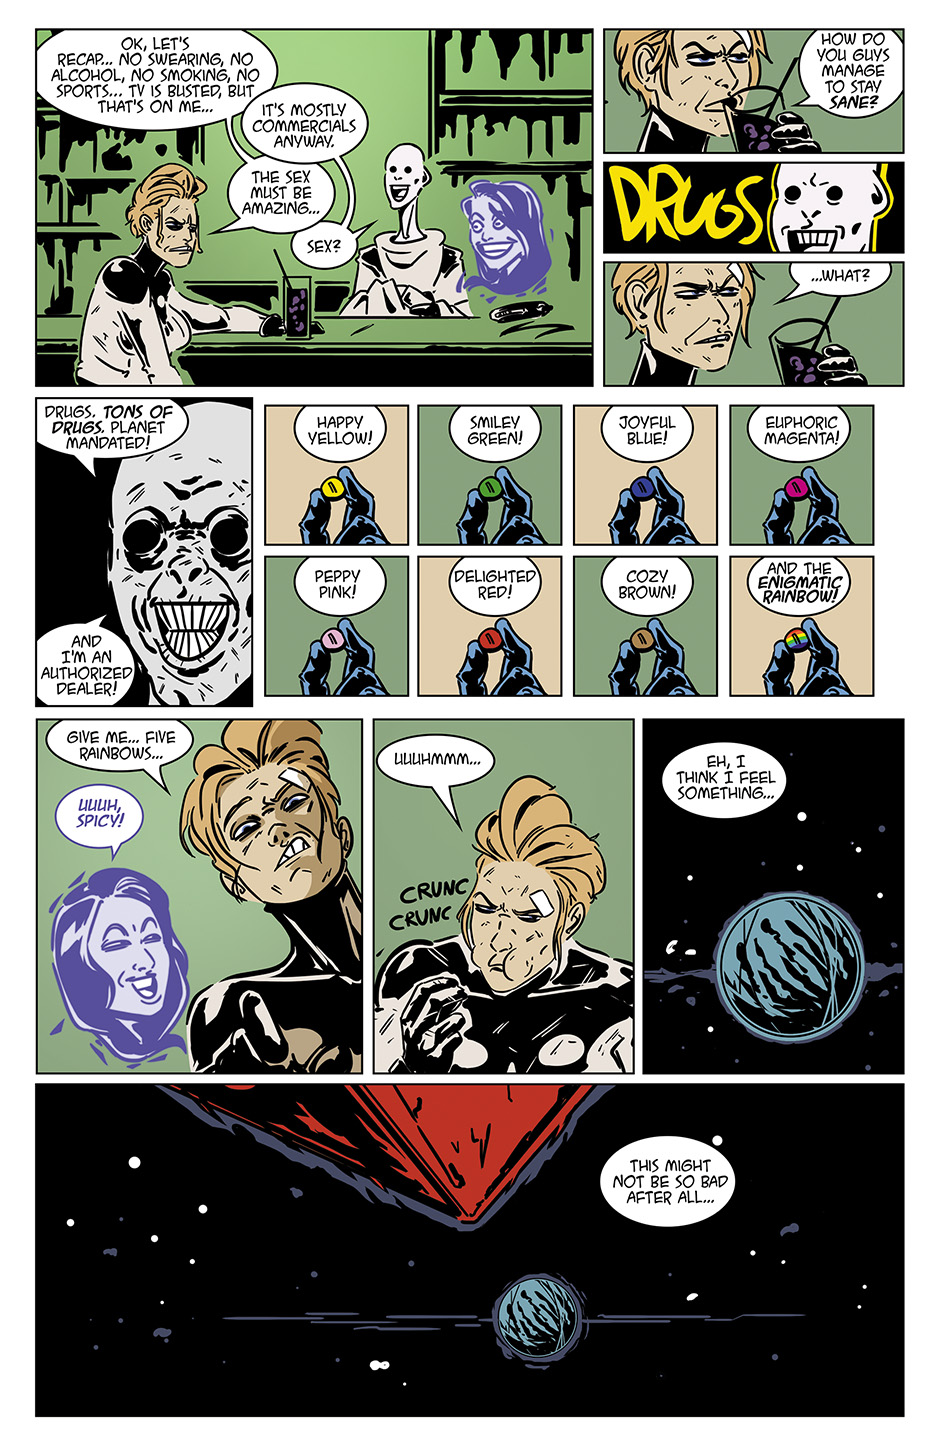 OK, LET'S
RECAP... NO SWEARING, NO
ALCOHOL, NO SMOKING, NO
SPORTS... TV IS BUSTED, BUT
THAT'S ON ME...
IT'S MOSTLY
COMMERCIALS
ANYWAY.
THE SEX
MUST BE
AMAZING...
SEX?
HOW DO
YOU GUYS
MANAGE
TO STAY
SANE?
DRUGS
...WHAT?
DRUGS. TONS OF
DRUGS. PLANET
MANDATED!
AND
I'M AN
AUTHORIZED
DEALER!
HAPPY
YELLOW!
SMILEY
GREEN!
JOYFUL
BLUE!
EUPHORIC
MAGENTA!
PEPPY
PINK!
DELIGHTED
RED!
COZY
BROWN!
AND THE
ENIGMATIC
RAINBOW!
GIVE ME... FIVE
RAINBOWS...
UUUH,
SPICY!
UUUHMMM...
CRUNC
CRUNC
EH, I
THINK I FEEL
SOMETHING...
THIS MIGHT
NOT BE SO BAD
AFTER ALL...